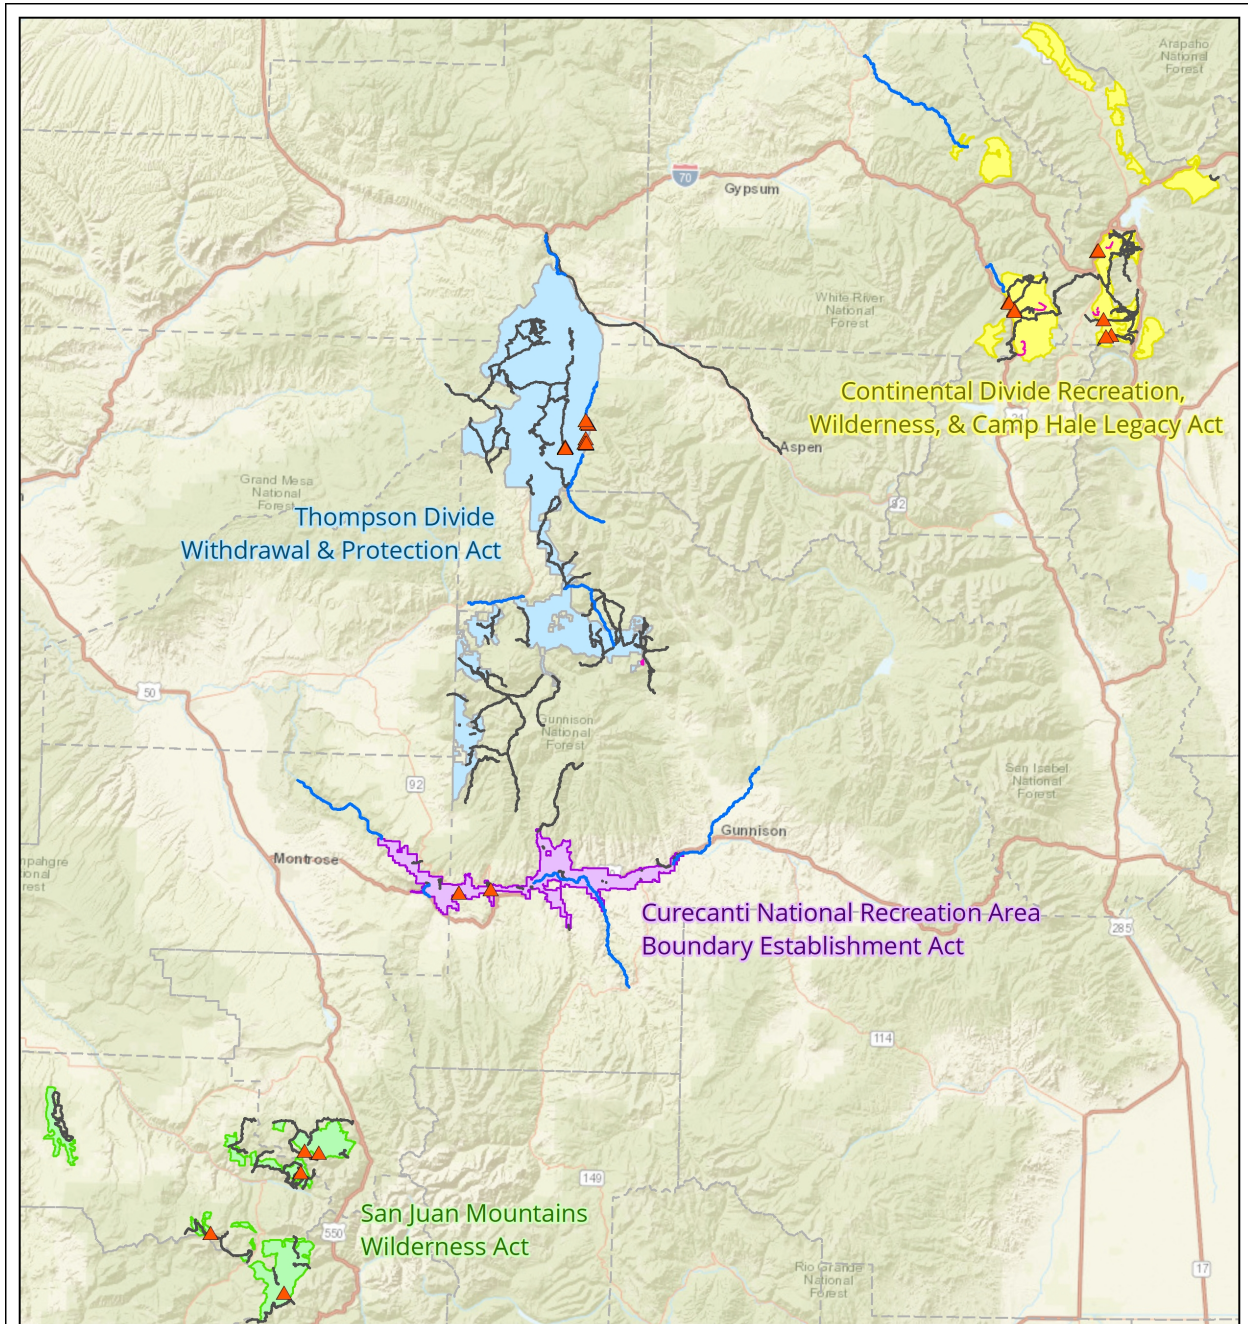 Arapaho
National
Forest
70
Gypsum
White River
National
Forest
Continental Divide Recreation,
Wilderness, & Camp Hale Legacy Act
24
Aspen
Grand Mesa
National
Forest
82
Thompson Divide
Withdrawal & Protection Act
50
Gunnison
National
Forest
San Isabel
National
Forest
92
Gunnison
Montrose
Curecanti National Recreation Area
Boundary Establishment Act
285
114
149
San Juan Mountains
Wilderness Act
550
Rio Grande
National
Forest
17